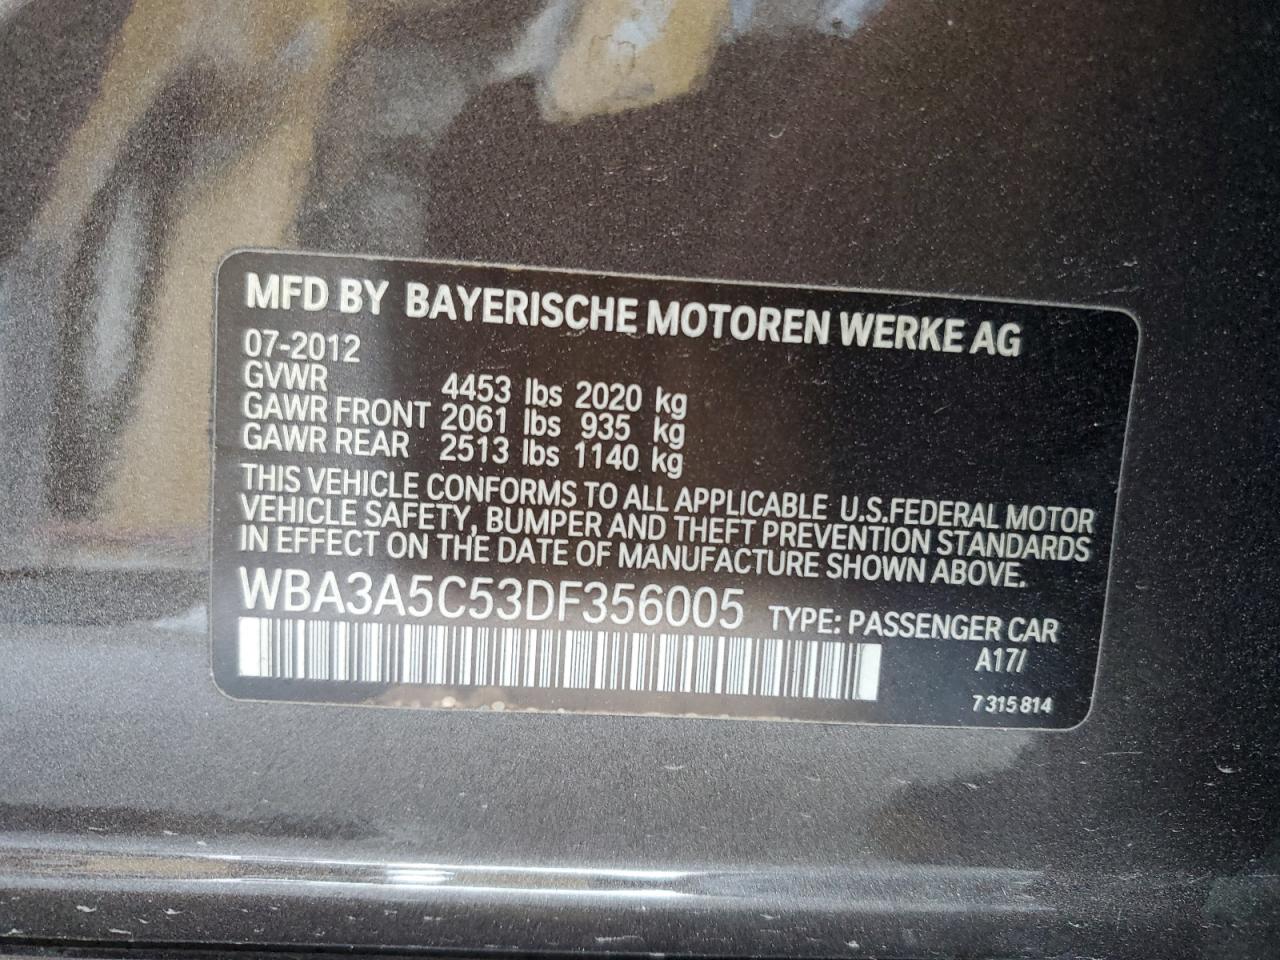 MFD BY BAYERISCHE MOTOREN WERKE AG
07-2012
GVWR 4453 lbs 2020 kg
GAWR FRONT 2061 lbs 935 kg
GAWR REAR 2513 lbs 1140 kg
THIS VEHICLE CONFORMS TO ALL APPLICABLE U.S.FEDERAL MOTOR
VEHICLE SAFETY, BUMPER AND THEFT PREVENTION STANDARDS
IN EFFECT ON THE DATE OF MANUFACTURE SHOWN ABOVE.
WBA3A5C53DF356005 TYPE: PASSENGER CAR
A17/
7 315 814